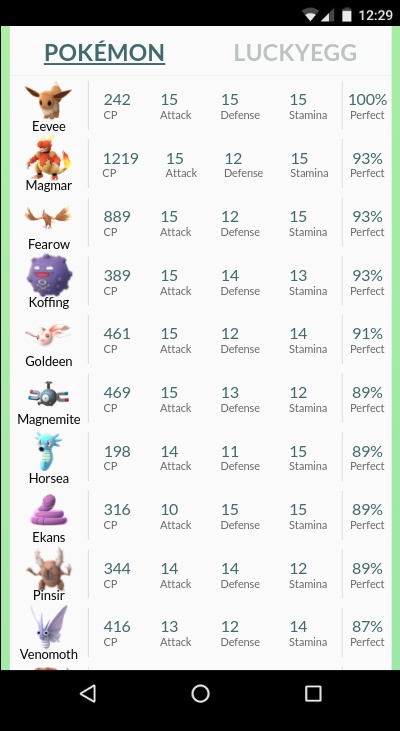 12:29
POKÉMON LUCKYEGG
242 15 15 15 100%
CP Attack Defense Stamina Perfect
Eevee
1219 15 12 15 93%
CP Attack Defense Stamina Perfect
Magmar
889 15 12 15 93%
CP Attack Defense Stamina Perfect
Fearow
389 15 14 13 93%
CP Attack Defense Stamina Perfect
Koffing
461 15 12 14 91%
CP Attack Defense Stamina Perfect
Goldeen
469 15 13 12 89%
CP Attack Defense Stamina Perfect
Magnemite
198 14 11 15 89%
CP Attack Defense Stamina Perfect
Horsea
316 10 15 15 89%
CP Attack Defense Stamina Perfect
Ekans
344 14 14 12 89%
CP Attack Defense Stamina Perfect
Pinsir
416 13 12 14 87%
CP Attack Defense Stamina Perfect
Venomoth